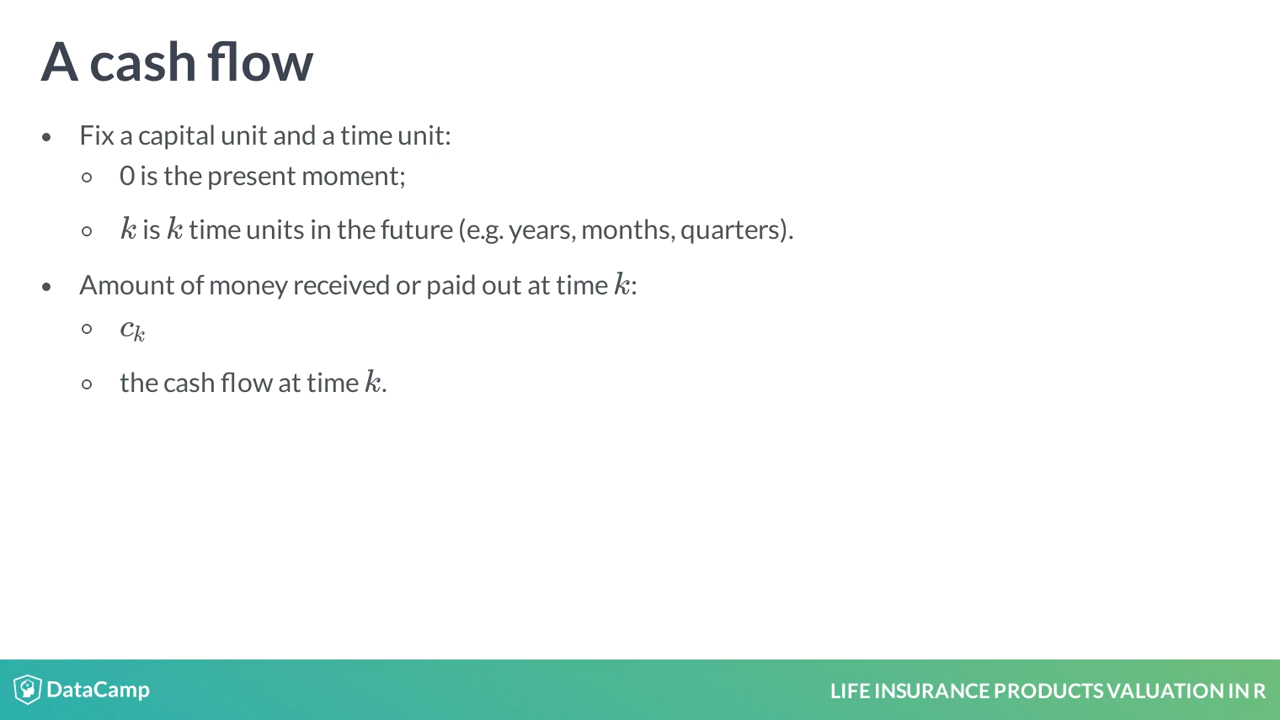 A cash flow
• Fix a capital unit and a time unit:
○ 0 is the present moment;
○ k is k time units in the future (e.g. years, months, quarters).
• Amount of money received or paid out at time k:
○ cₖ
○ the cash flow at time k.
DataCamp
LIFE INSURANCE PRODUCTS VALUATION IN R